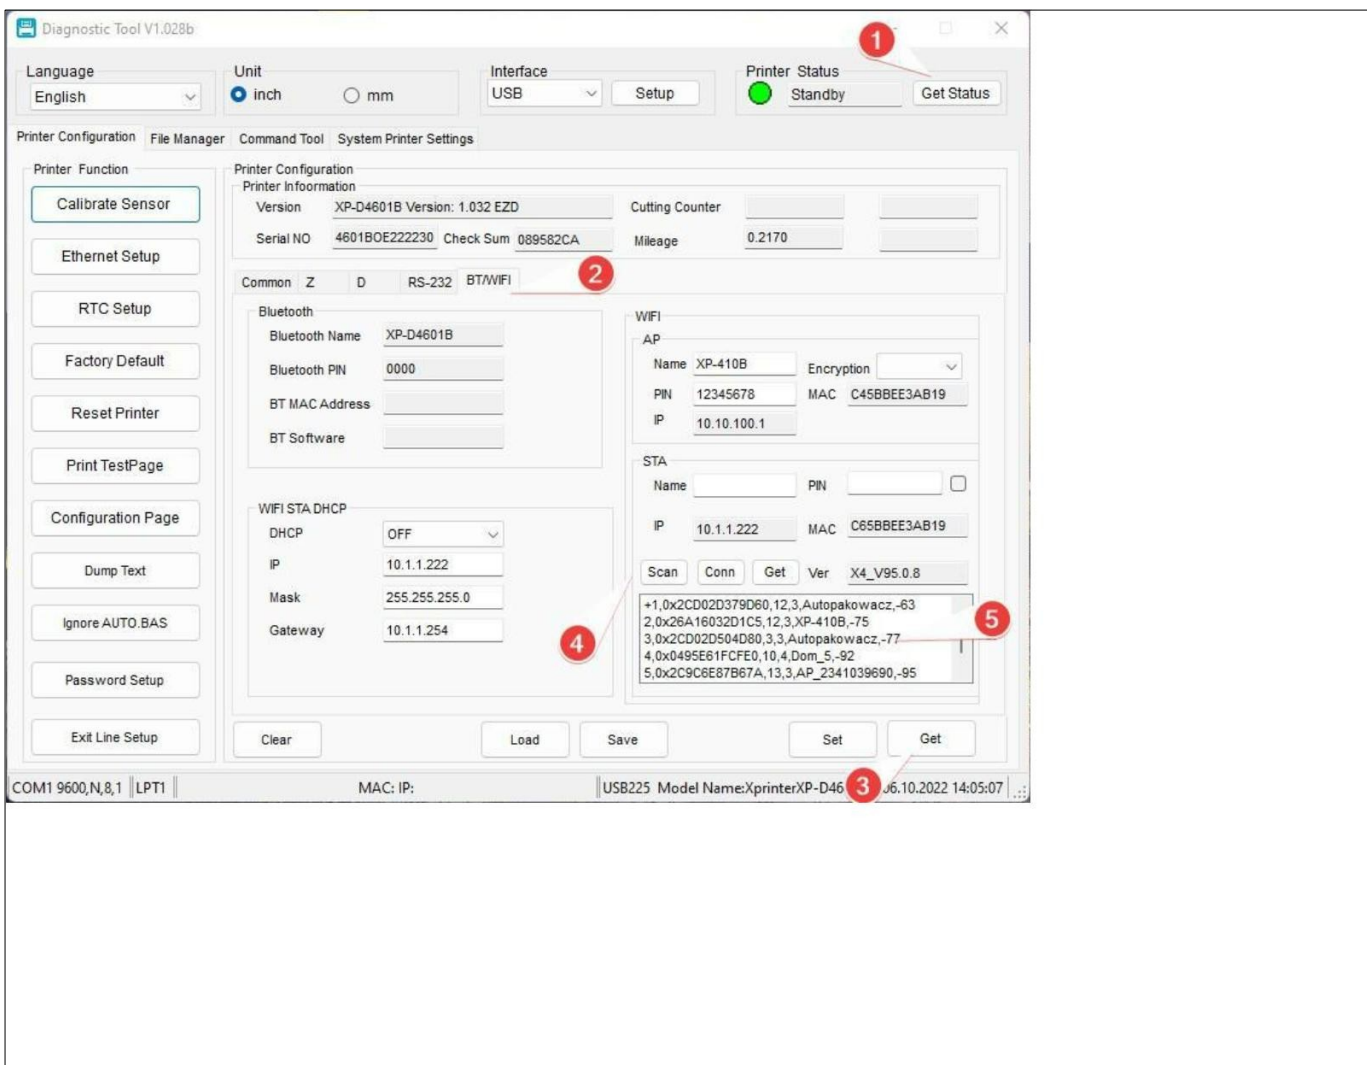 Diagnostic Tool V1.028b
1
Language
Unit
Interface
Printer Status
English
inch
mm
USB
Setup
Standby
Get Status
Printer Configuration File Manager Command Tool System Printer Settings
Printer Function
Calibrate Sensor
Ethernet Setup
RTC Setup
Factory Default
Reset Printer
Print TestPage
Configuration Page
Dump Text
Ignore AUTO.BAS
Password Setup
Exit Line Setup
Printer Configuration
Printer Infoormation
Version XP-D4601B Version: 1.032 EZD Cutting Counter
Serial NO 4601BOE222230 Check Sum 089582CA Mileage 0.2170
2
Common Z D RS-232 BT/WIFI
Bluetooth
Bluetooth Name XP-D4601B
Bluetooth PIN 0000
BT MAC Address
BT Software
WIFI STA DHCP
DHCP OFF
IP 10.1.1.222
Mask 255.255.255.0
Gateway 10.1.1.254
WIFI
AP
Name XP-410B Encryption
PIN 12345678 MAC C45BBEE3AB19
IP 10.10.100.1
STA
Name PIN
IP 10.1.1.222 MAC C65BBEE3AB19
Scan Conn Get Ver X4_V95.0.8
+1,0x2CD02D379D60,12,3,Autopakowacz,-63
2,0x26A16032D1C5,12,3,XP-410B,-75
3,0x2CD02D504D80,3,3,Autopakowacz,-77
4,0x0495E61FCFE0,10,4,Dom_5,-92
5,0x2C9C6E87B67A,13,3,AP_2341039690,-95
4
5
Clear Load Save Set Get
3
COM1 9600,N,8,1 LPT1 MAC: IP: USB225 Model Name:XprinterXP-D46 06.10.2022 14:05:07